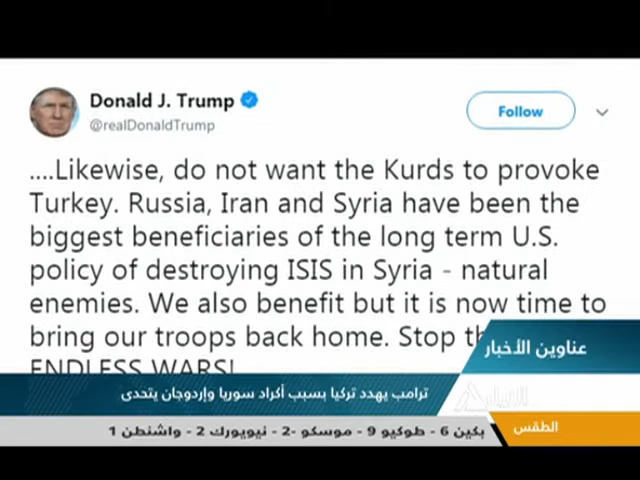 Donald J. Trump
@realDonaldTrump
Follow
....Likewise, do not want the Kurds to provoke
Turkey. Russia, Iran and Syria have been the
biggest beneficiaries of the long term U.S.
policy of destroying ISIS in Syria - natural
enemies. We also benefit but it is now time to
bring our troops back home. Stop
ENDLESS WARS!
عناوين الأخبار
ترامب يهدد تركيا بسبب أكراد سوريا وإردوجان يتحدى
الطقس
بكين 6 - طوكيو 9 - موسكو -2 - نيويورك 2 - واشنطن 1